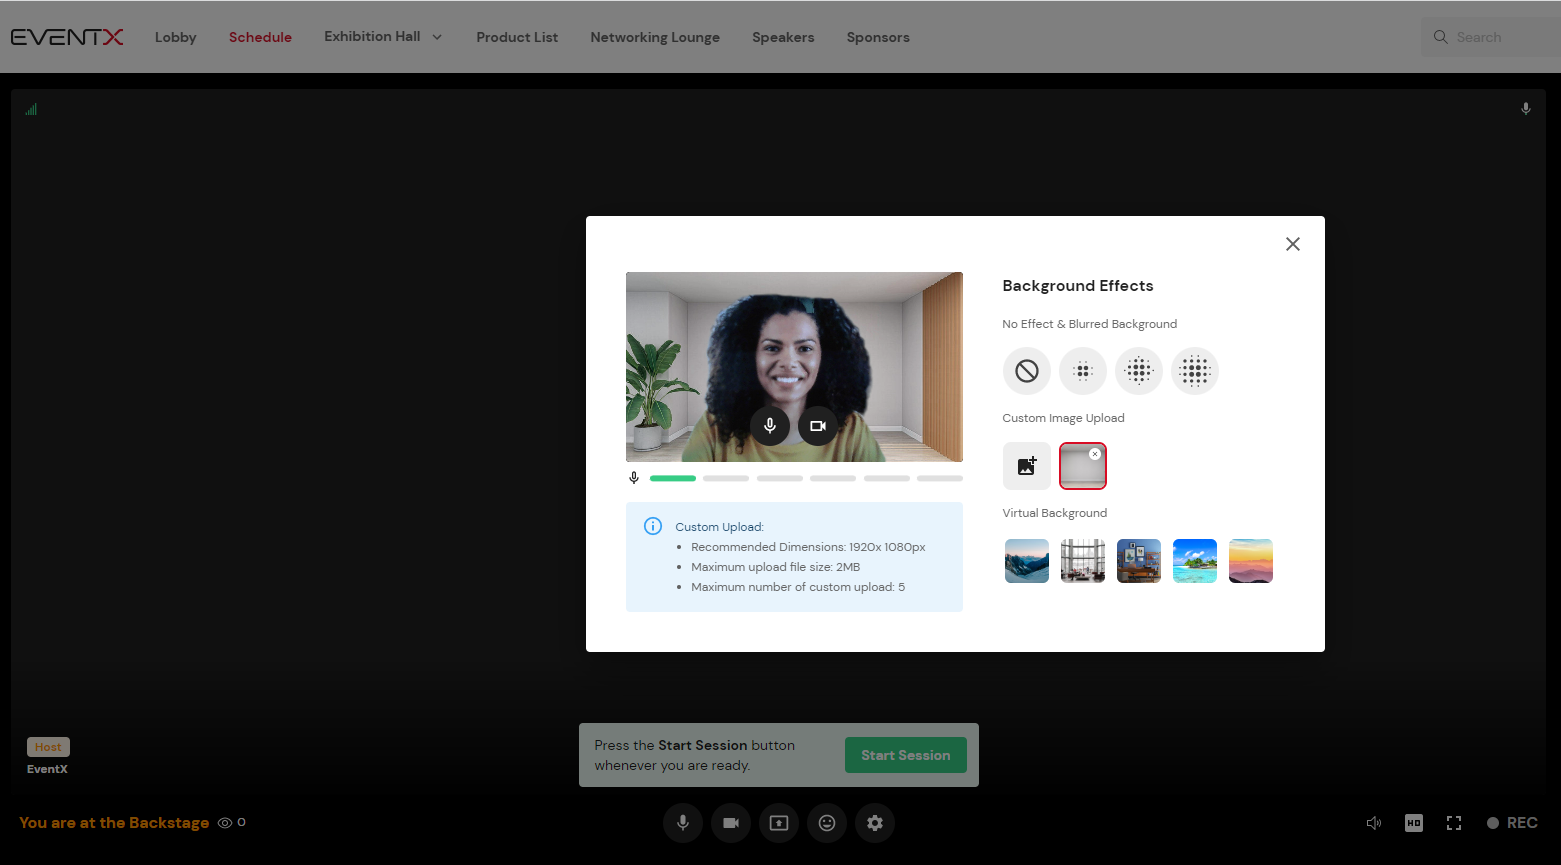 EVENTX
Lobby
Schedule
Exhibition Hall
Product List
Networking Lounge
Speakers
Sponsors
Search
Background Effects
No Effect & Blurred Background
Custom Image Upload
Virtual Background
Custom Upload:
Recommended Dimensions: 1920x 1080px
Maximum upload file size: 2MB
Maximum number of custom upload: 5
Host
EventX
Press the Start Session button
whenever you are ready.
Start Session
You are at the Backstage
0
HD
REC